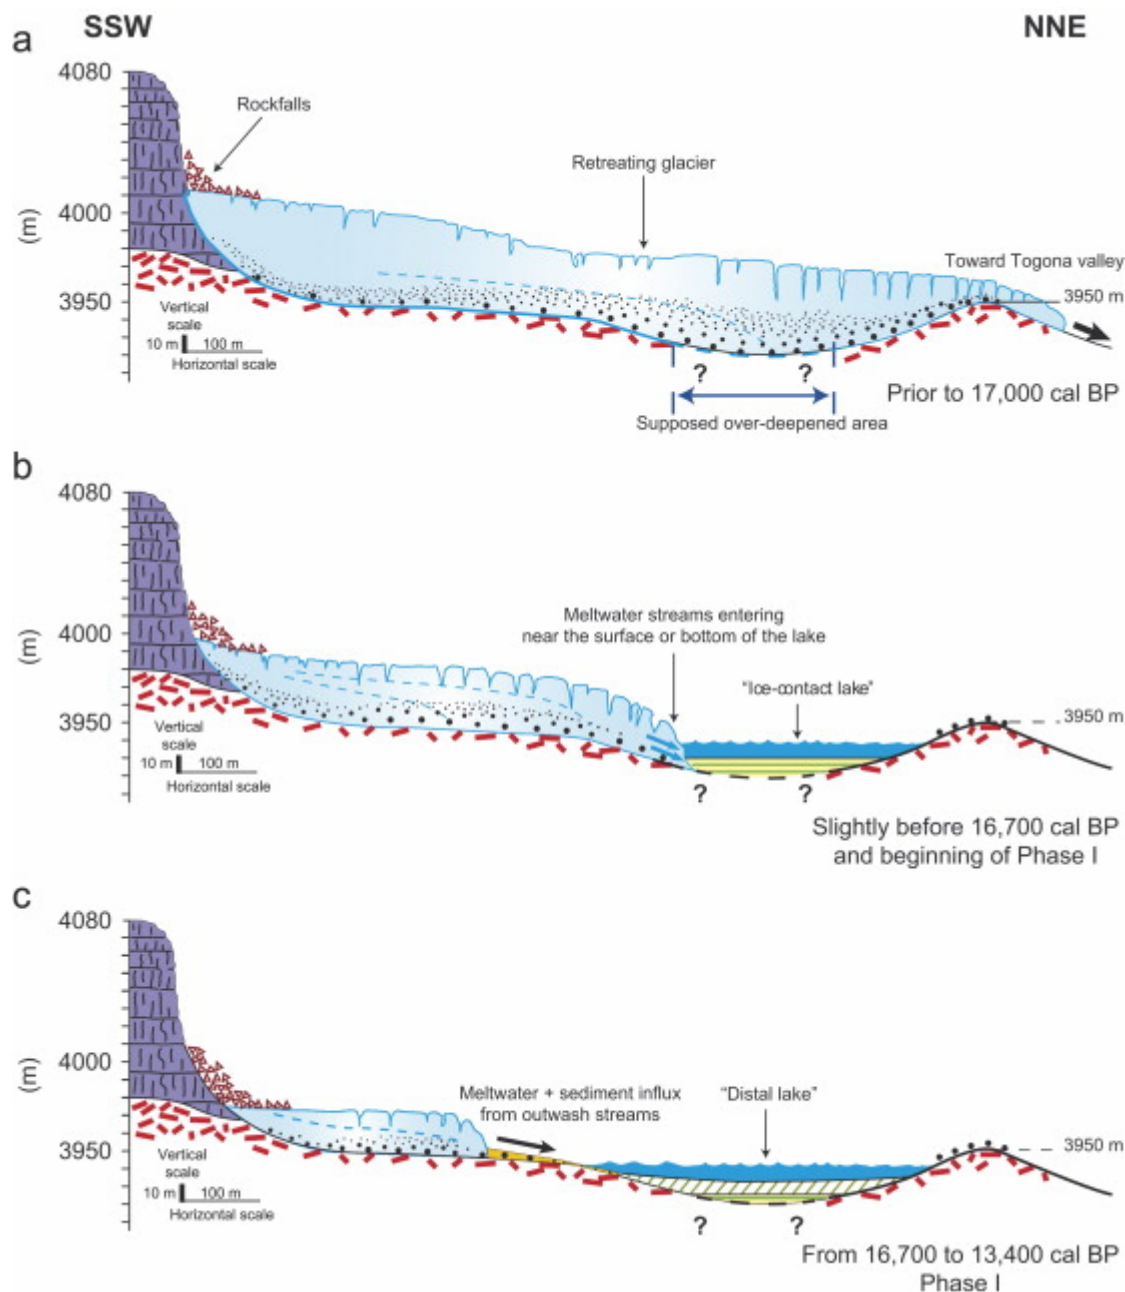 SSW
NNE
a
4080
Rockfalls
Retreating glacier
4000
(m)
Toward Togona valley
3950
3950 m
Vertical
scale
10 m
100 m
Horizontal scale
?
?
Prior to 17,000 cal BP
Supposed over-deepened area
b
4080
Meltwater streams entering
near the surface or bottom of the lake
4000
(m)
"Ice-contact lake"
3950
3950 m
Vertical
scale
10 m
100 m
Horizontal scale
?
?
Slightly before 16,700 cal BP
and beginning of Phase I
c
4080
4000
(m)
Meltwater + sediment influx
from outwash streams
"Distal lake"
3950
3950 m
Vertical
scale
10 m
100 m
Horizontal scale
?
?
From 16,700 to 13,400 cal BP
Phase I